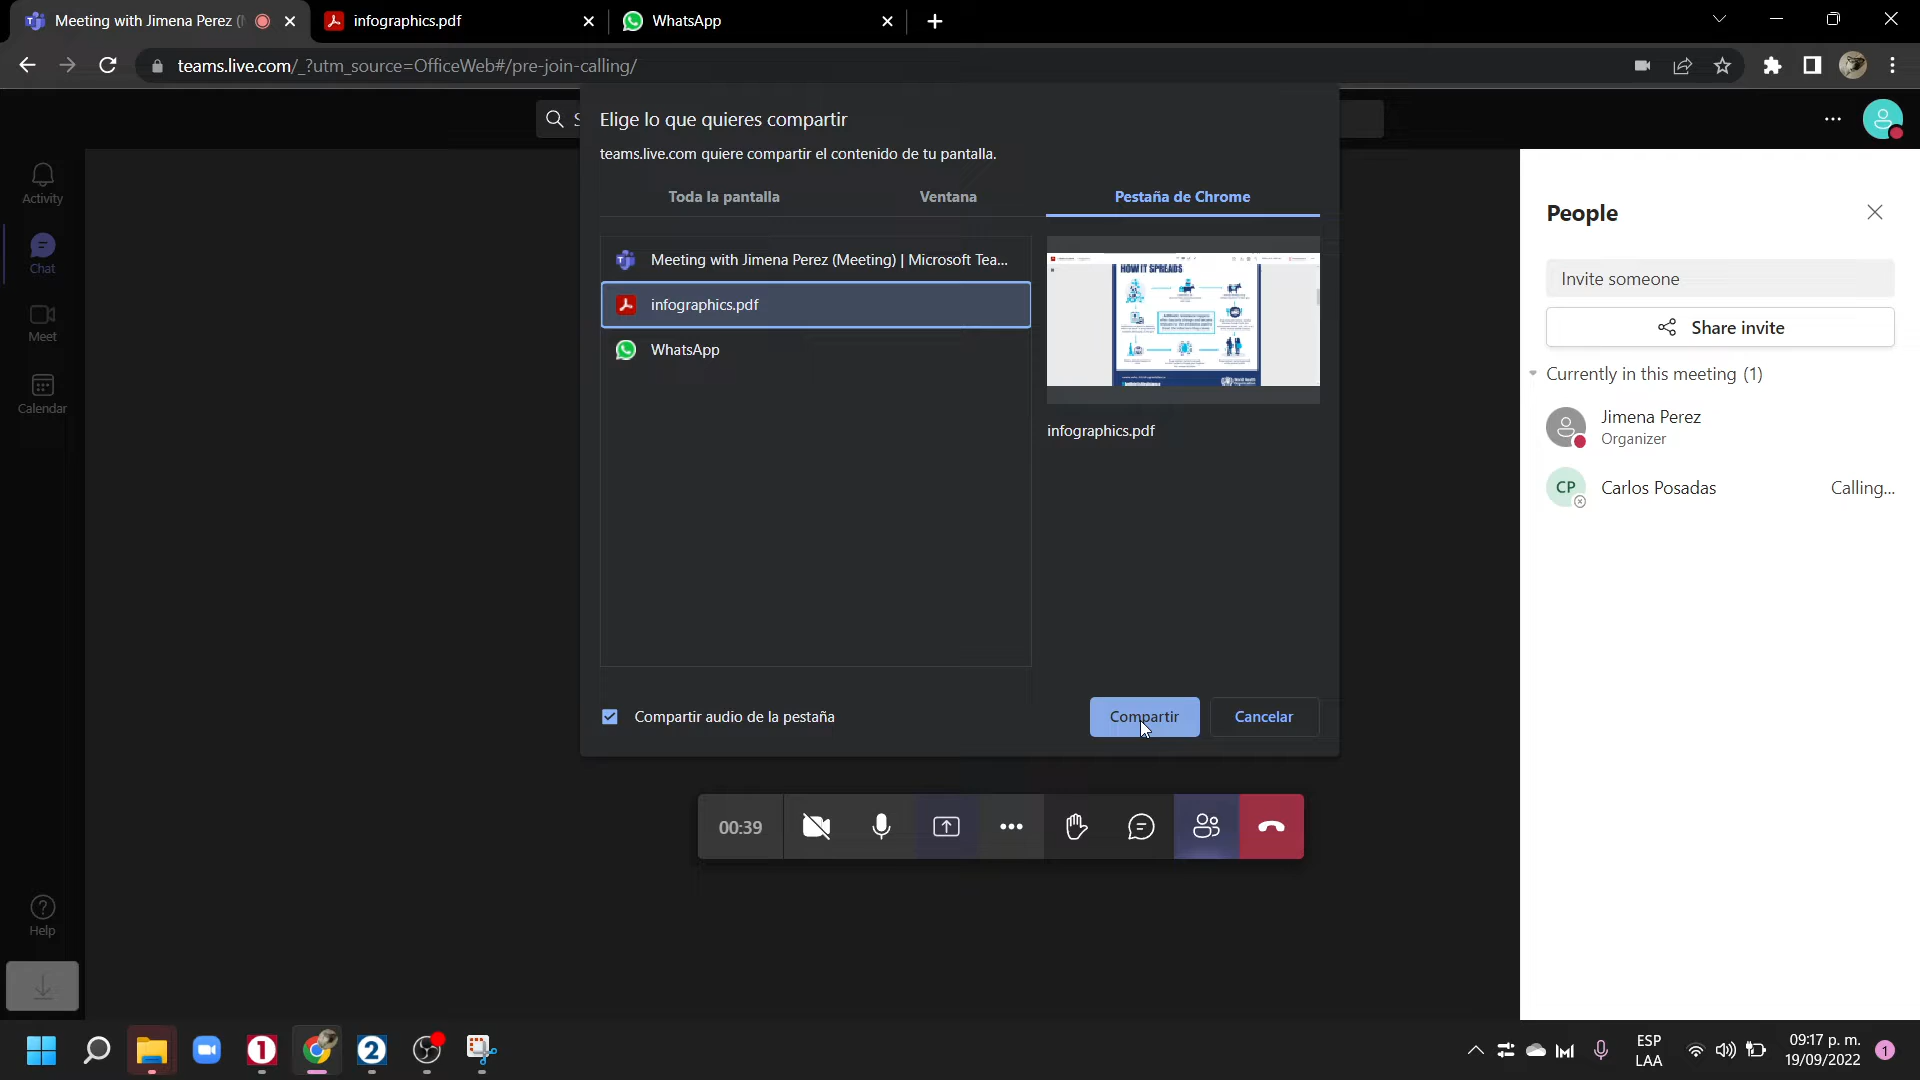 Meeting with Jimena Perez (
infographics.pdf
WhatsApp
teams.live.com/_?utm_source=OfficeWeb#/pre-join-calling/
S
Elige lo que quieres compartir
teams.live.com quiere compartir el contenido de tu pantalla.
Toda la pantalla
Ventana
Pestaña de Chrome
Activity
Chat
Meet
Calendar
Help
Meeting with Jimena Perez (Meeting) | Microsoft Tea...
infographics.pdf
WhatsApp
HOW IT SPREADS
infographics.pdf
Compartir audio de la pestaña
Compartir
Cancelar
People
Invite someone
Share invite
Currently in this meeting (1)
Jimena Perez
Organizer
CP
Carlos Posadas
Calling...
00:39
1
2
ESP
LAA
09:17 p. m.
19/09/2022
1